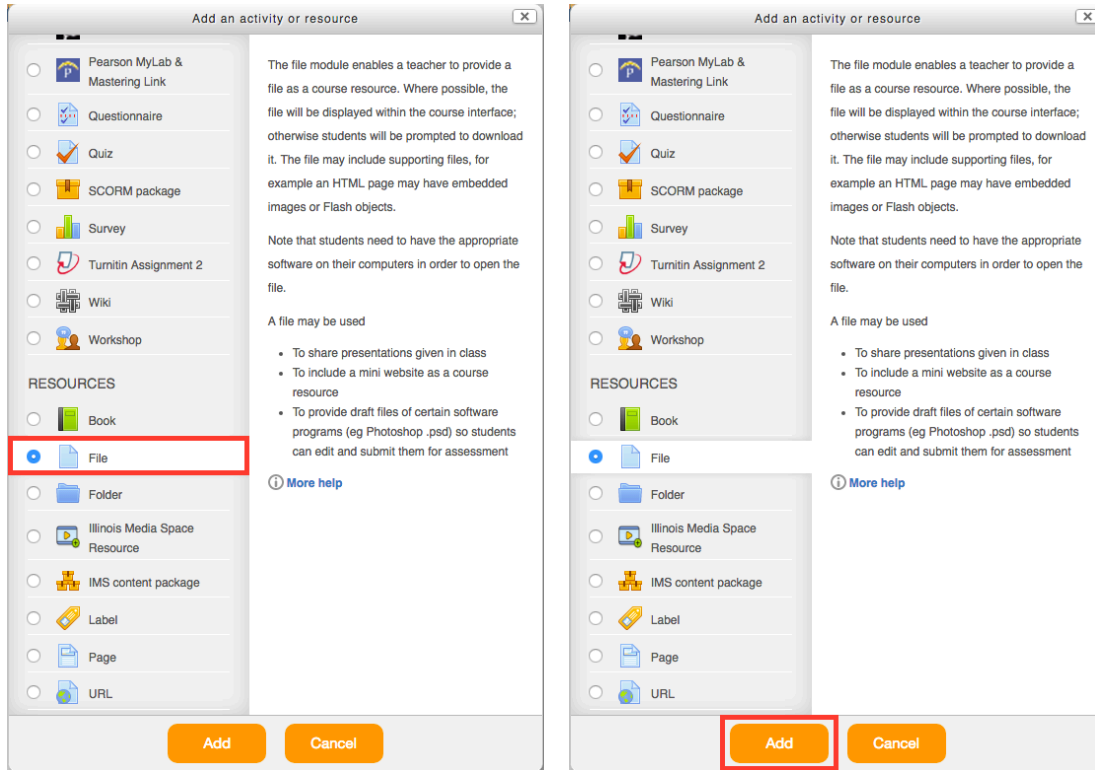 Add an activity or resource
x
Pearson MyLab &
Mastering Link
Questionnaire
Quiz
SCORM package
Survey
Turnitin Assignment 2
Wiki
Workshop
RESOURCES
Book
File
Folder
Illinois Media Space
Resource
IMS content package
Label
Page
URL
The file module enables a teacher to provide a
file as a course resource. Where possible, the
file will be displayed within the course interface;
otherwise students will be prompted to download
it. The file may include supporting files, for
example an HTML page may have embedded
images or Flash objects.
Note that students need to have the appropriate
software on their computers in order to open the
file.
A file may be used
• To share presentations given in class
• To include a mini website as a course
resource
• To provide draft files of certain software
programs (eg Photoshop .psd) so students
can edit and submit them for assessment
More help
Add
Cancel
Add an activity or resource
x
Pearson MyLab &
Mastering Link
Questionnaire
Quiz
SCORM package
Survey
Turnitin Assignment 2
Wiki
Workshop
RESOURCES
Book
File
Folder
Illinois Media Space
Resource
IMS content package
Label
Page
URL
The file module enables a teacher to provide a
file as a course resource. Where possible, the
file will be displayed within the course interface;
otherwise students will be prompted to download
it. The file may include supporting files, for
example an HTML page may have embedded
images or Flash objects.
Note that students need to have the appropriate
software on their computers in order to open the
file.
A file may be used
• To share presentations given in class
• To include a mini website as a course
resource
• To provide draft files of certain software
programs (eg Photoshop .psd) so students
can edit and submit them for assessment
More help
Add
Cancel